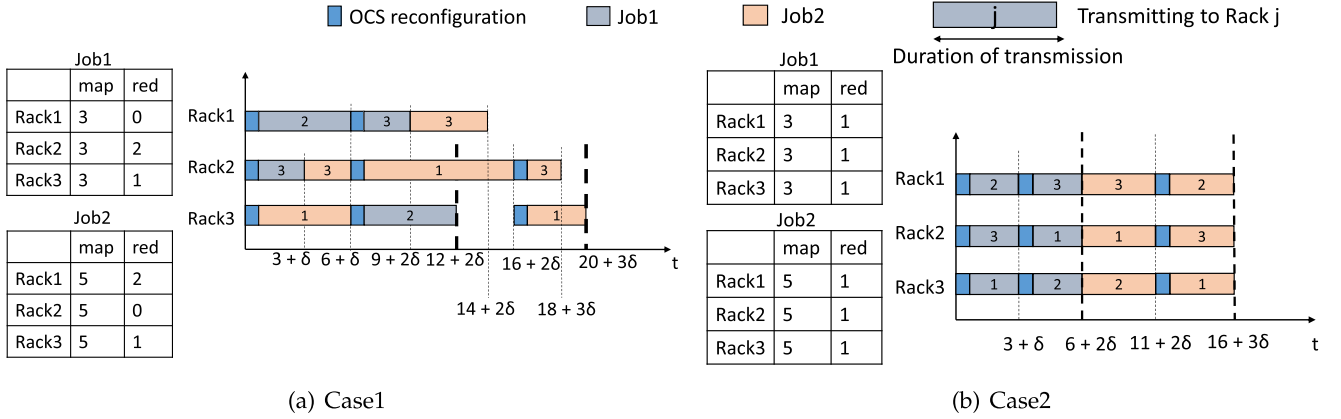 OCS reconfiguration Job1 Job2 j Transmitting to Rack j
Duration of transmission
Job1
map red
Rack1 3 0
Rack2 3 2
Rack3 3 1
Job2
map red
Rack1 5 2
Rack2 5 0
Rack3 5 1
Rack1 2 3 3
Rack2 3 3 1 3
Rack3 1 2 1
3 + δ 6 + δ 9 + 2δ 12 + 2δ 16 + 2δ 20 + 3δ t
14 + 2δ 18 + 3δ
(a) Case1
Job1
map red
Rack1 3 1
Rack2 3 1
Rack3 3 1
Job2
map red
Rack1 5 1
Rack2 5 1
Rack3 5 1
Rack1 2 3 3 2
Rack2 3 1 1 3
Rack3 1 2 2 1
3 + δ 6 + 2δ 11 + 2δ 16 + 3δ t
(b) Case2